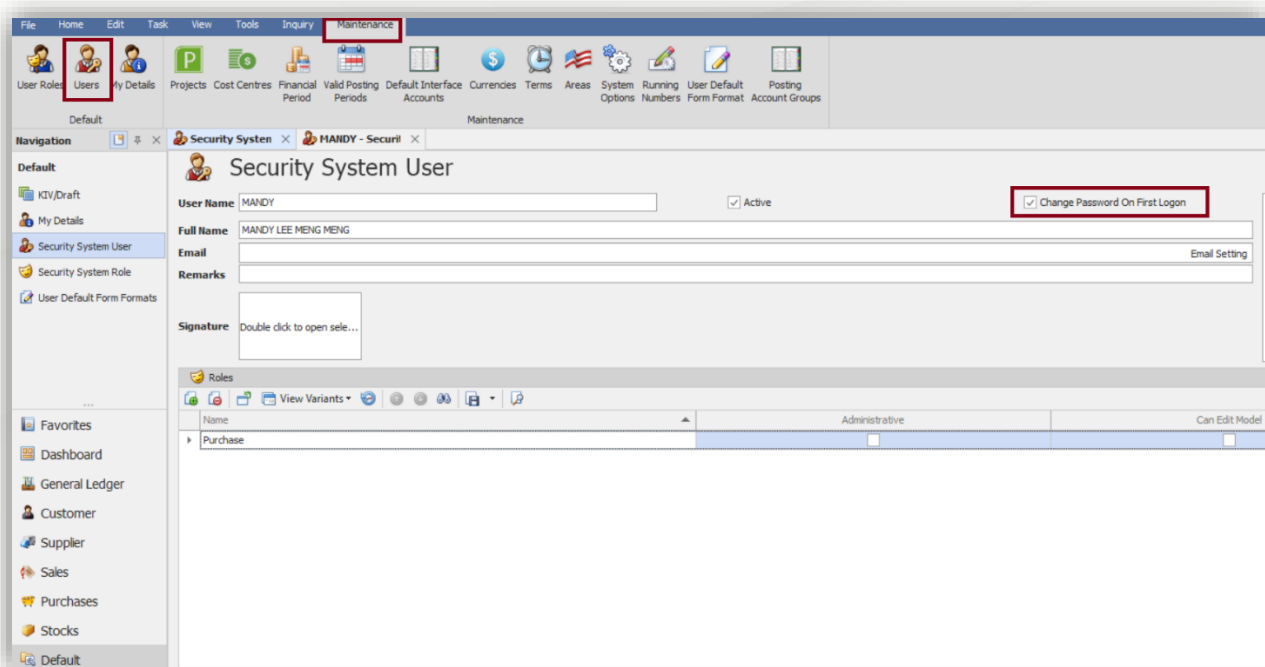 File Home Edit Task View Tools Inquiry Maintenance
User Roles Users My Details Projects Cost Centres Financial Period Valid Posting Periods Default Interface Accounts Currencies Terms Areas System Options Running Numbers User Default Form Format Posting Account Groups
Default Maintenance
Navigation Security System MANDY - Securit
Default
Security System User
KIV/Draft
User Name MANDY Active Change Password On First Logon
My Details
Full Name MANDY LEE MENG MENG
Security System User
Email Email Setting
Security System Role
Remarks
User Default Form Formats
Signature Double click to open sele...
Roles
View Variants
Name Administrative Can Edit Model
Purchase
Favorites
Dashboard
General Ledger
Customer
Supplier
Sales
Purchases
Stocks
Default